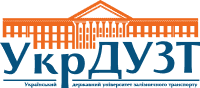 УкрДУЗТ
Український державний університет залізничного транспорту